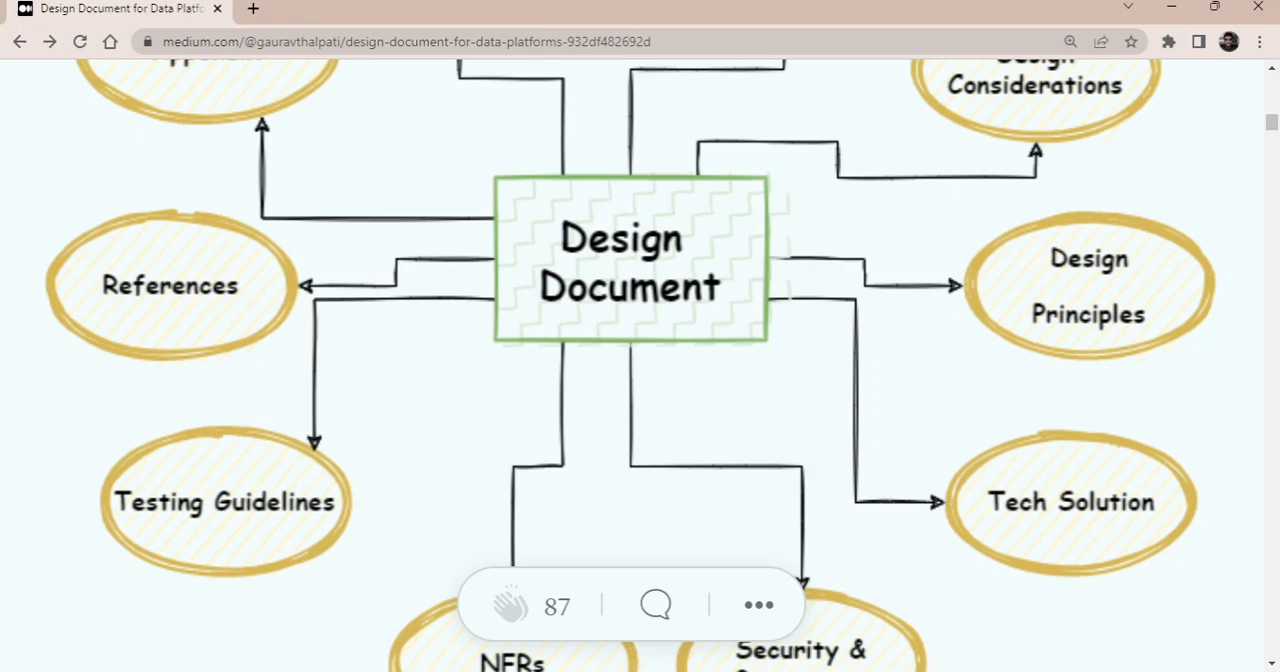 Design Document for Data Platfo
medium.com/@gauravthalpati/design-document-for-data-platforms-932df482692d
Design
Considerations
Design
Document
References
Design
Principles
Testing Guidelines
Tech Solution
87
NFRs
Security &